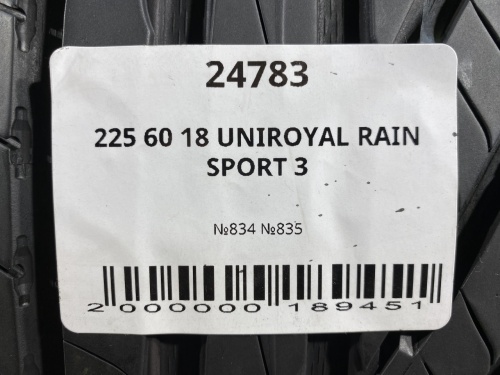 24783
225 60 18 UNIROYAL RAIN
SPORT 3
№834 №835
2 000000 189451